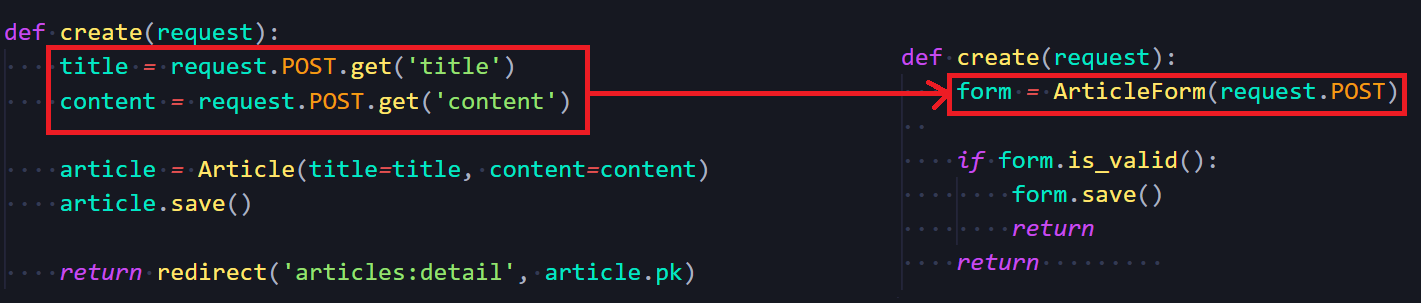 def create(request):
    title = request.POST.get('title')
    content = request.POST.get('content')
    article = Article(title=title, content=content)
    article.save()
    return redirect('articles:detail', article.pk)
def create(request):
    form = ArticleForm(request.POST)
    if form.is_valid():
        form.save()
        return
    return